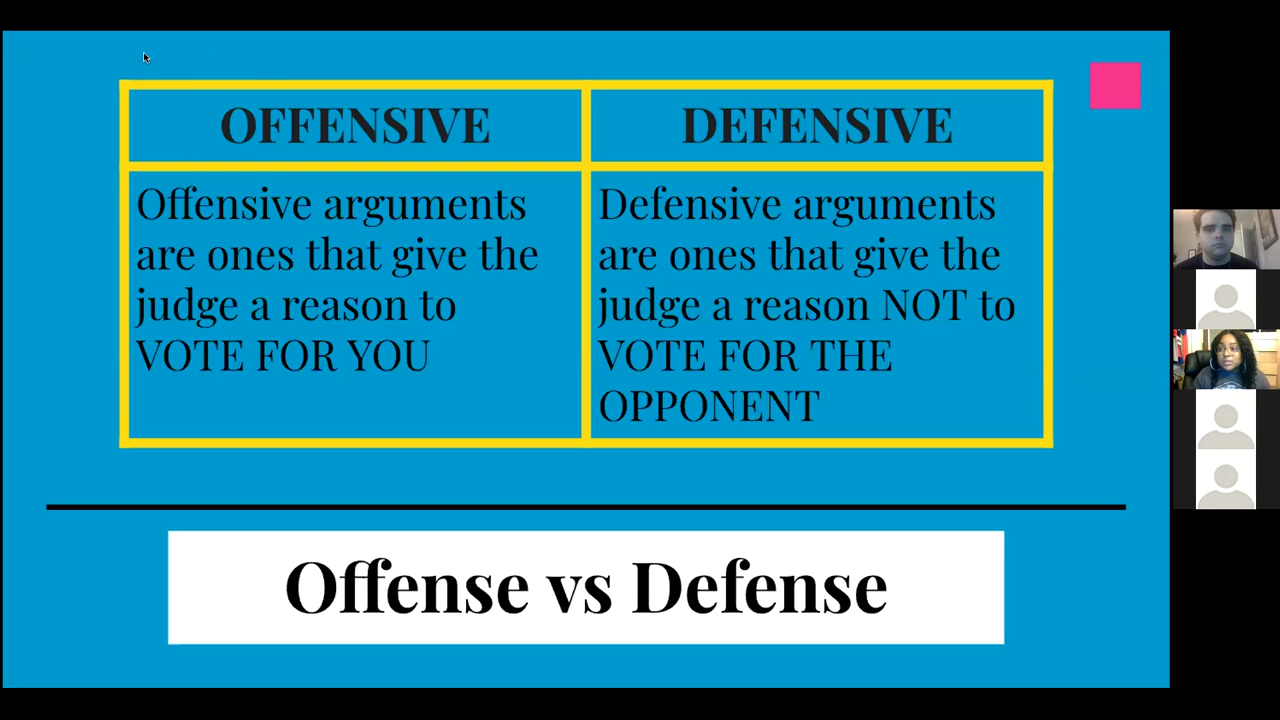 OFFENSIVE
DEFENSIVE
Offensive arguments
are ones that give the
judge a reason to
VOTE FOR YOU
Defensive arguments
are ones that give the
judge a reason NOT to
VOTE FOR THE
OPPONENT
Offense vs Defense